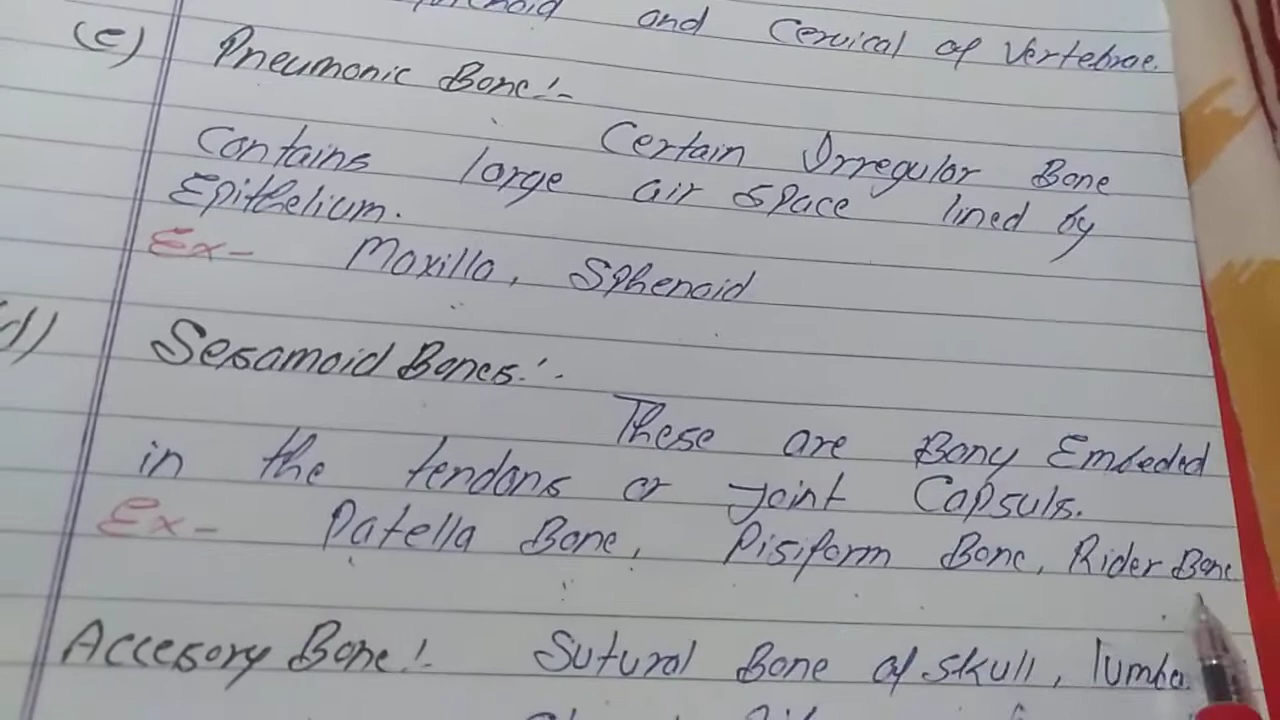 and Cervical of Vertebrae.
(c) Pneumonic Bone:-
Certain Irregular Bone
Contains large air space lined by
Epithelium.
Ex- Maxilla, Sphenoid
d) Sesamoid Bones:-
These are Bony Embeded
in the tendons or Joint Capsuls.
Ex- Patella Bone, Pisiform Bone, Rider Bone
Accesory Bone:- Sutural Bone of skull, lumba